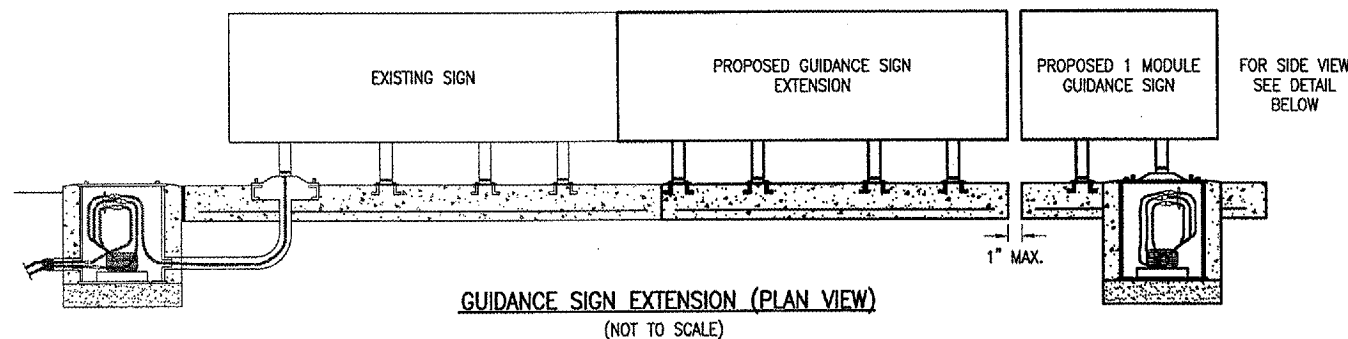 EXISTING SIGN
PROPOSED GUIDANCE SIGN
EXTENSION
PROPOSED 1 MODULE
GUIDANCE SIGN
FOR SIDE VIEW
SEE DETAIL
BELOW
1" MAX.
GUIDANCE SIGN EXTENSION (PLAN VIEW)
(NOT TO SCALE)